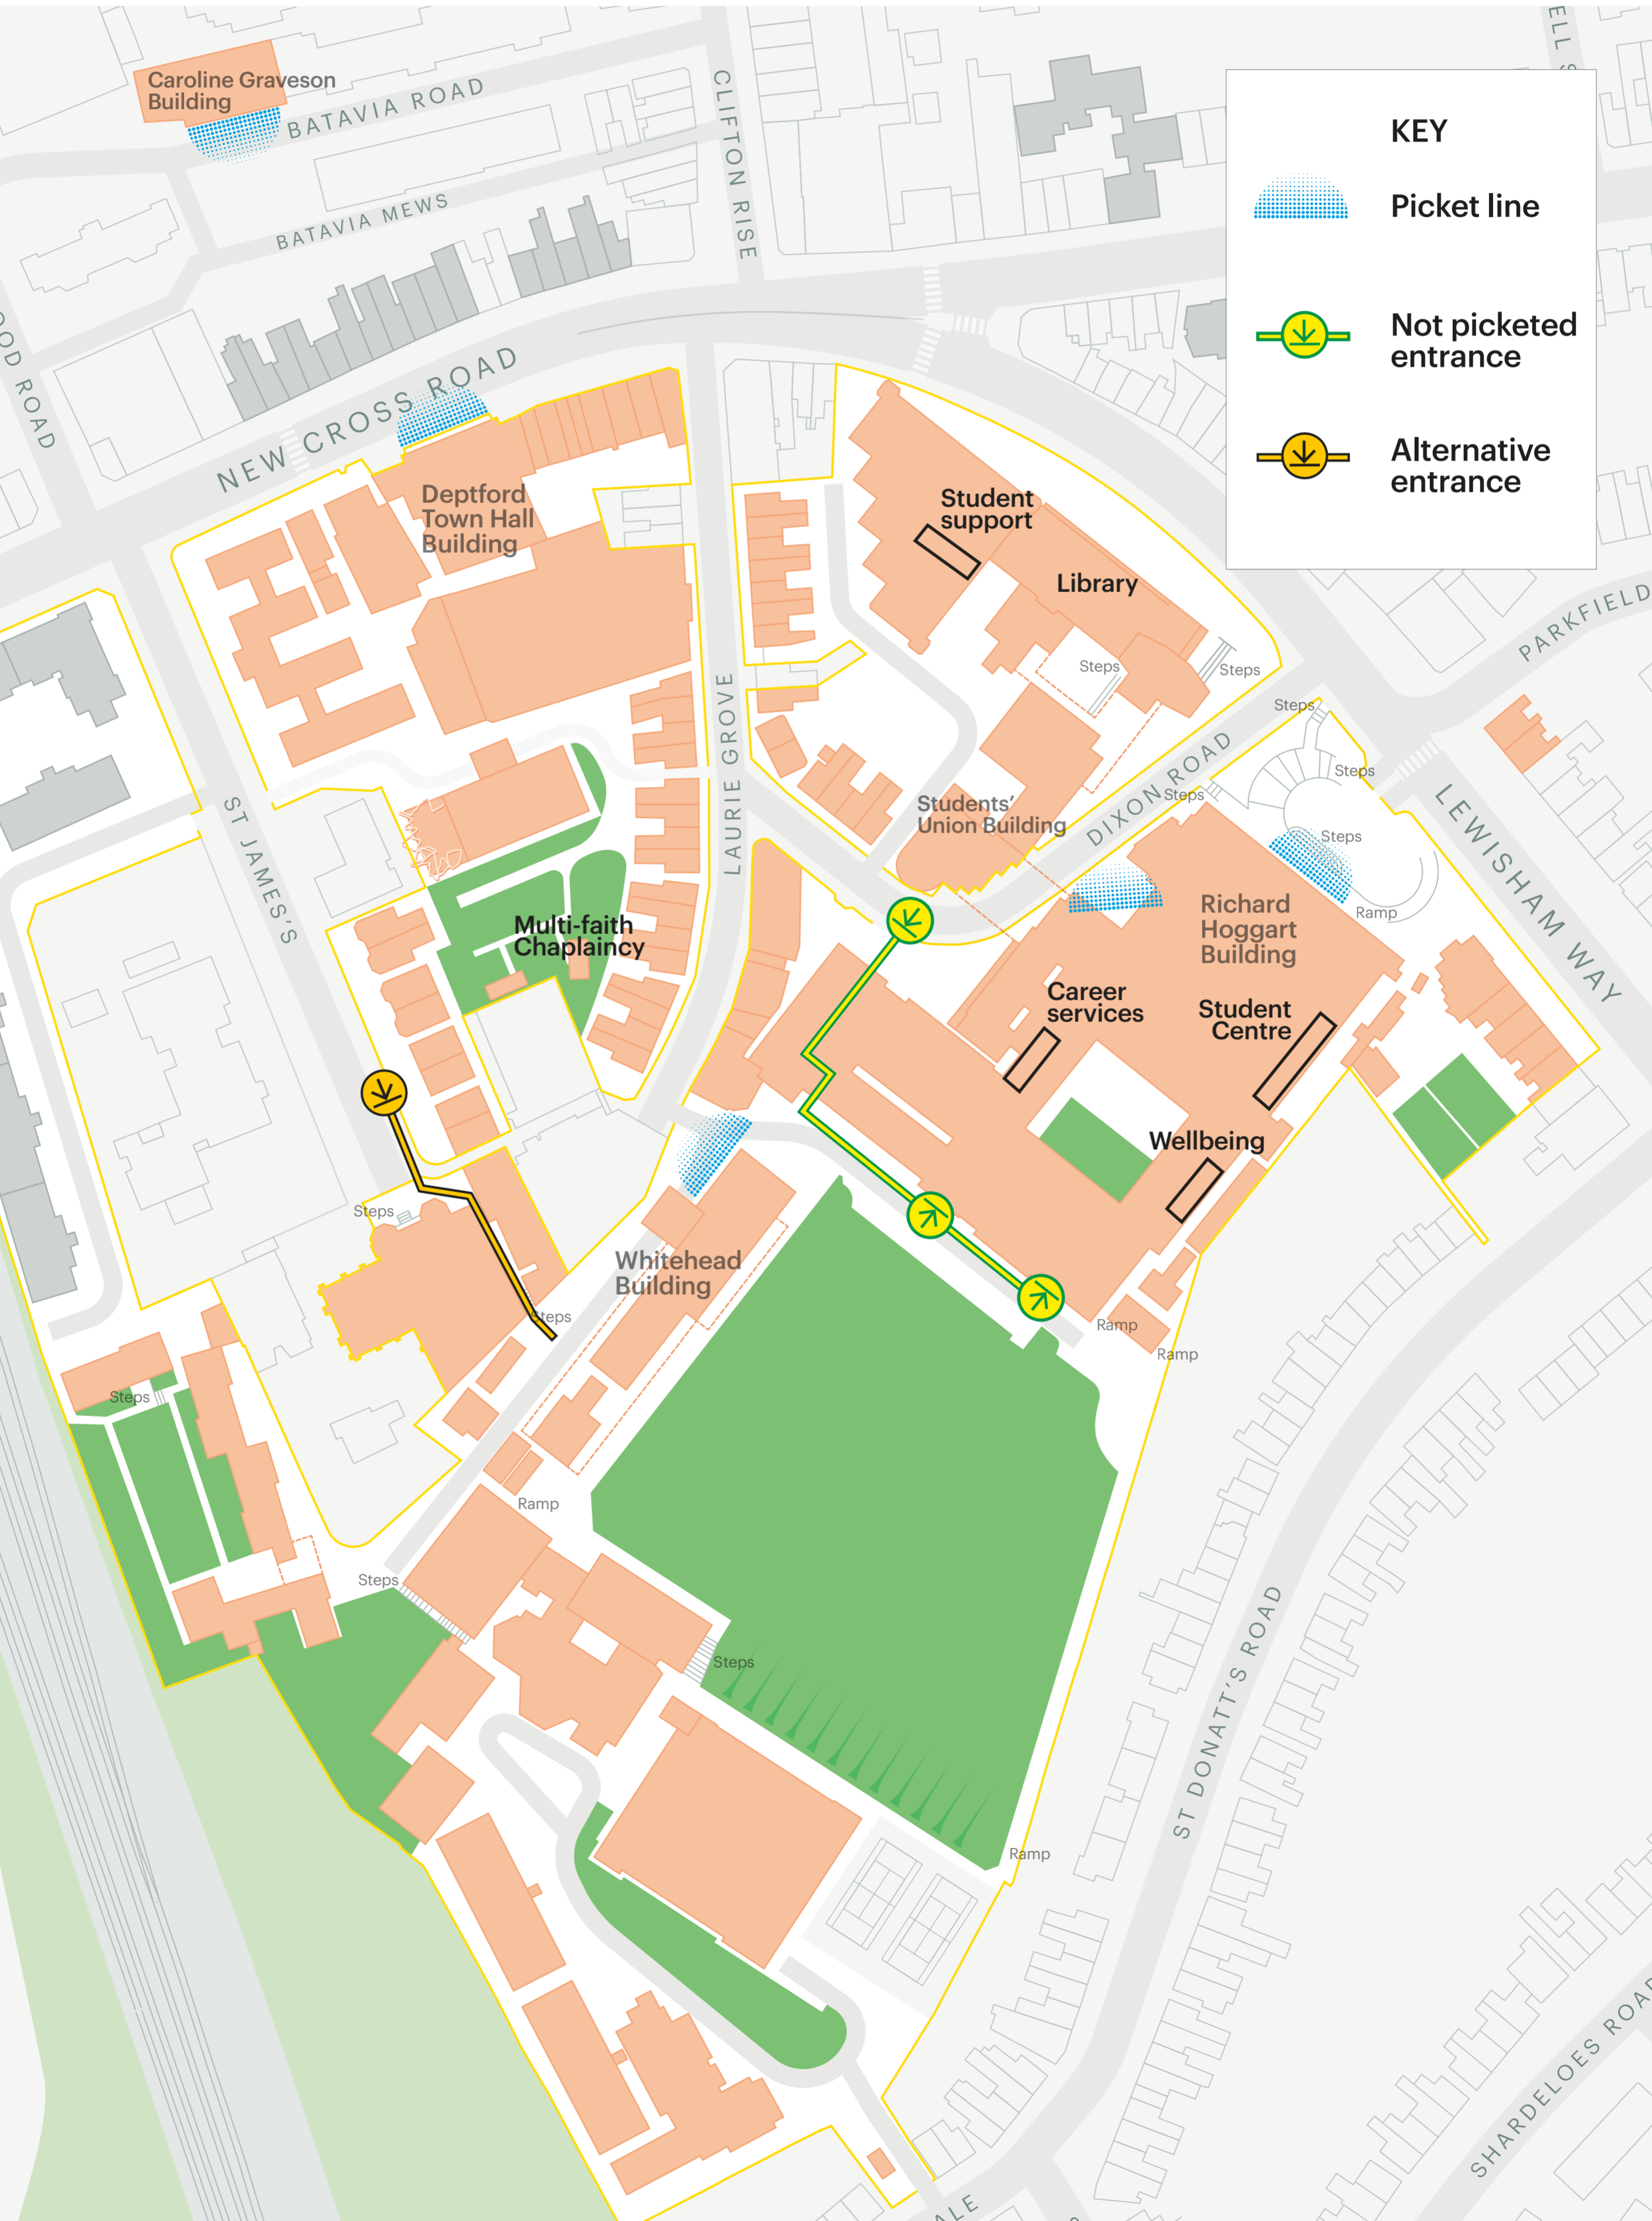 Caroline Graveson
Building
BATAVIA ROAD
BATAVIA MEWS
CLIFTON RISE
KEY
Picket line
Not picketed
entrance
Alternative
entrance
NEW CROSS ROAD
Deptford
Town Hall
Building
Student
support
Library
Steps
Steps
Steps
Steps
Steps
Steps
PARKFIELD
LAURIE GROVE
DIXON ROAD
Students'
Union Building
ST JAMES'S
LEWISHAM WAY
Multi-faith
Chaplaincy
Richard
Hoggart
Building
Ramp
Career
services
Student
Centre
Wellbeing
Steps
Whitehead
Building
Steps
Ramp
Ramp
Steps
Ramp
Steps
Steps
Ramp
ST DONATT'S ROAD
SHARDELOES ROAD